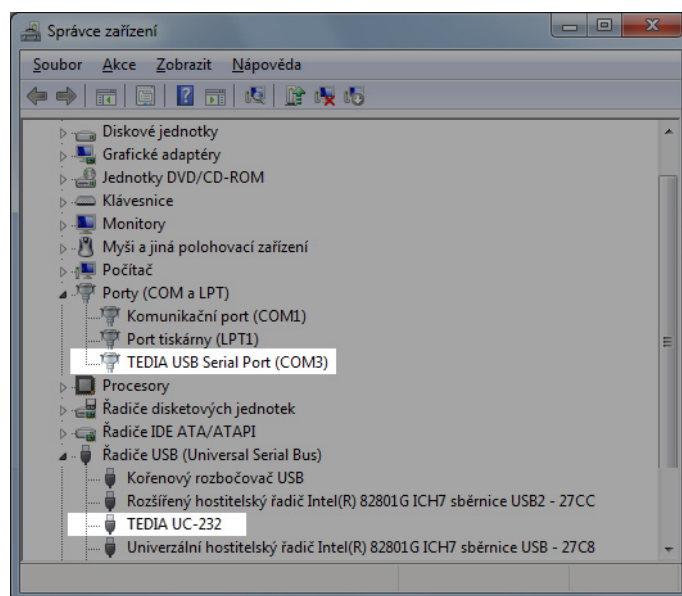 Správce zařízení
Soubor Akce Zobrazit Nápověda
Diskové jednotky
Grafické adaptéry
Jednotky DVD/CD-ROM
Klávesnice
Monitory
Myši a jiná polohovací zařízení
Počítač
Porty (COM a LPT)
Komunikační port (COM1)
Port tiskárny (LPT1)
TEDIA USB Serial Port (COM3)
Procesory
Řadiče disketových jednotek
Řadiče IDE ATA/ATAPI
Řadiče USB (Universal Serial Bus)
Kořenový rozbočovač USB
Rozšířený hostitelský řadič Intel(R) 82801G ICH7 sběrnice USB2 - 27CC
TEDIA UC-232
Univerzální hostitelský řadič Intel(R) 82801G ICH7 sběrnice USB - 27C8